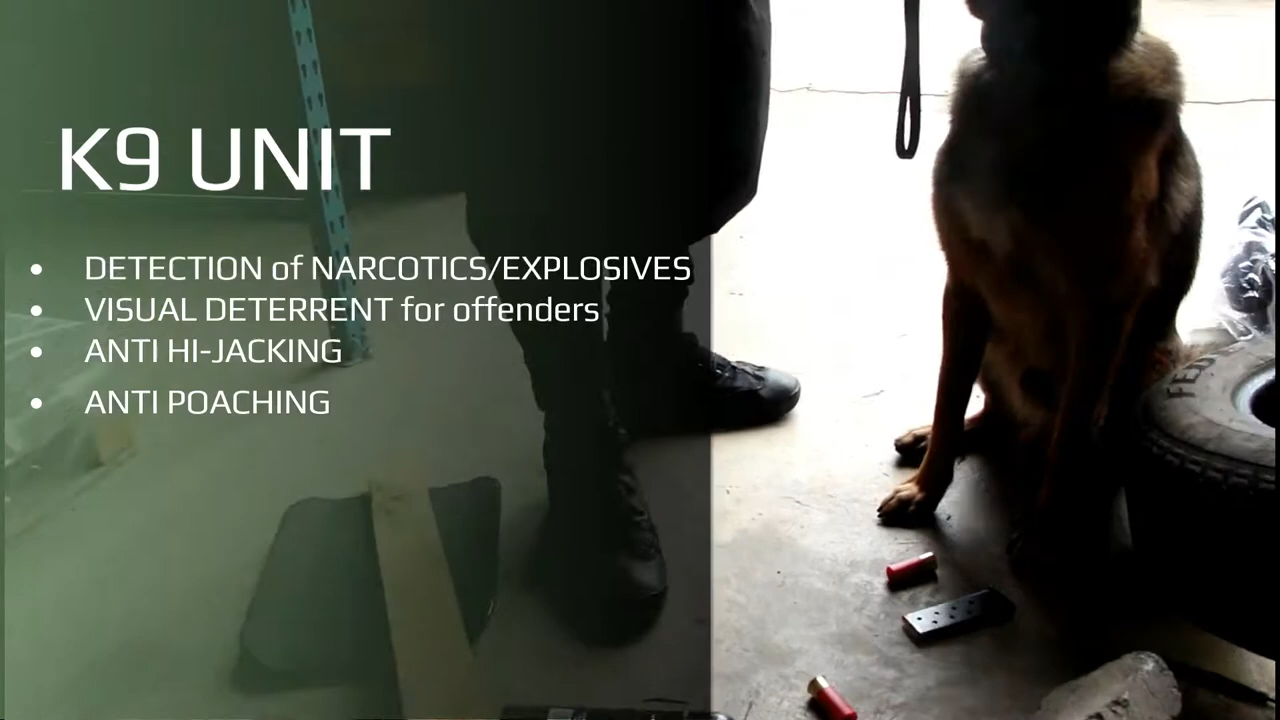 K9 UNIT
• DETECTION of NARCOTICS/EXPLOSIVES
• VISUAL DETERRENT for offenders
• ANTI HI-JACKING
• ANTI POACHING